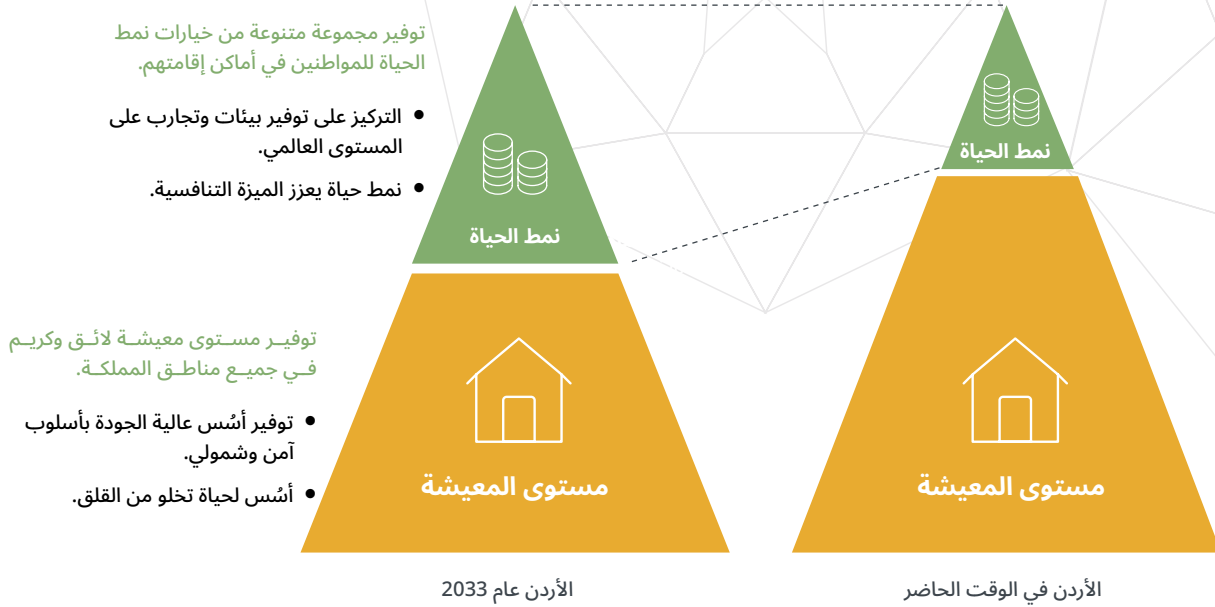 توفير مجموعة متنوعة من خيارات نمط
الحياة للمواطنين في أماكن إقامتهم.
• التركيز على توفير بيئات وتجارب على
المستوى العالمي.
• نمط حياة يعزز الميزة التنافسية.
نمط الحياة
نمط الحياة
توفيـر مسـتوى معيشـة لائـق وكريـم
فـي جميـع مناطـق المملكـة.
• توفير أسُس عالية الجودة بأسلوب
آمن وشمولي.
• أسُس لحياة تخلو من القلق.
مستوى المعيشة
مستوى المعيشة
الأردن في الوقت الحاضر
الأردن عام 2033